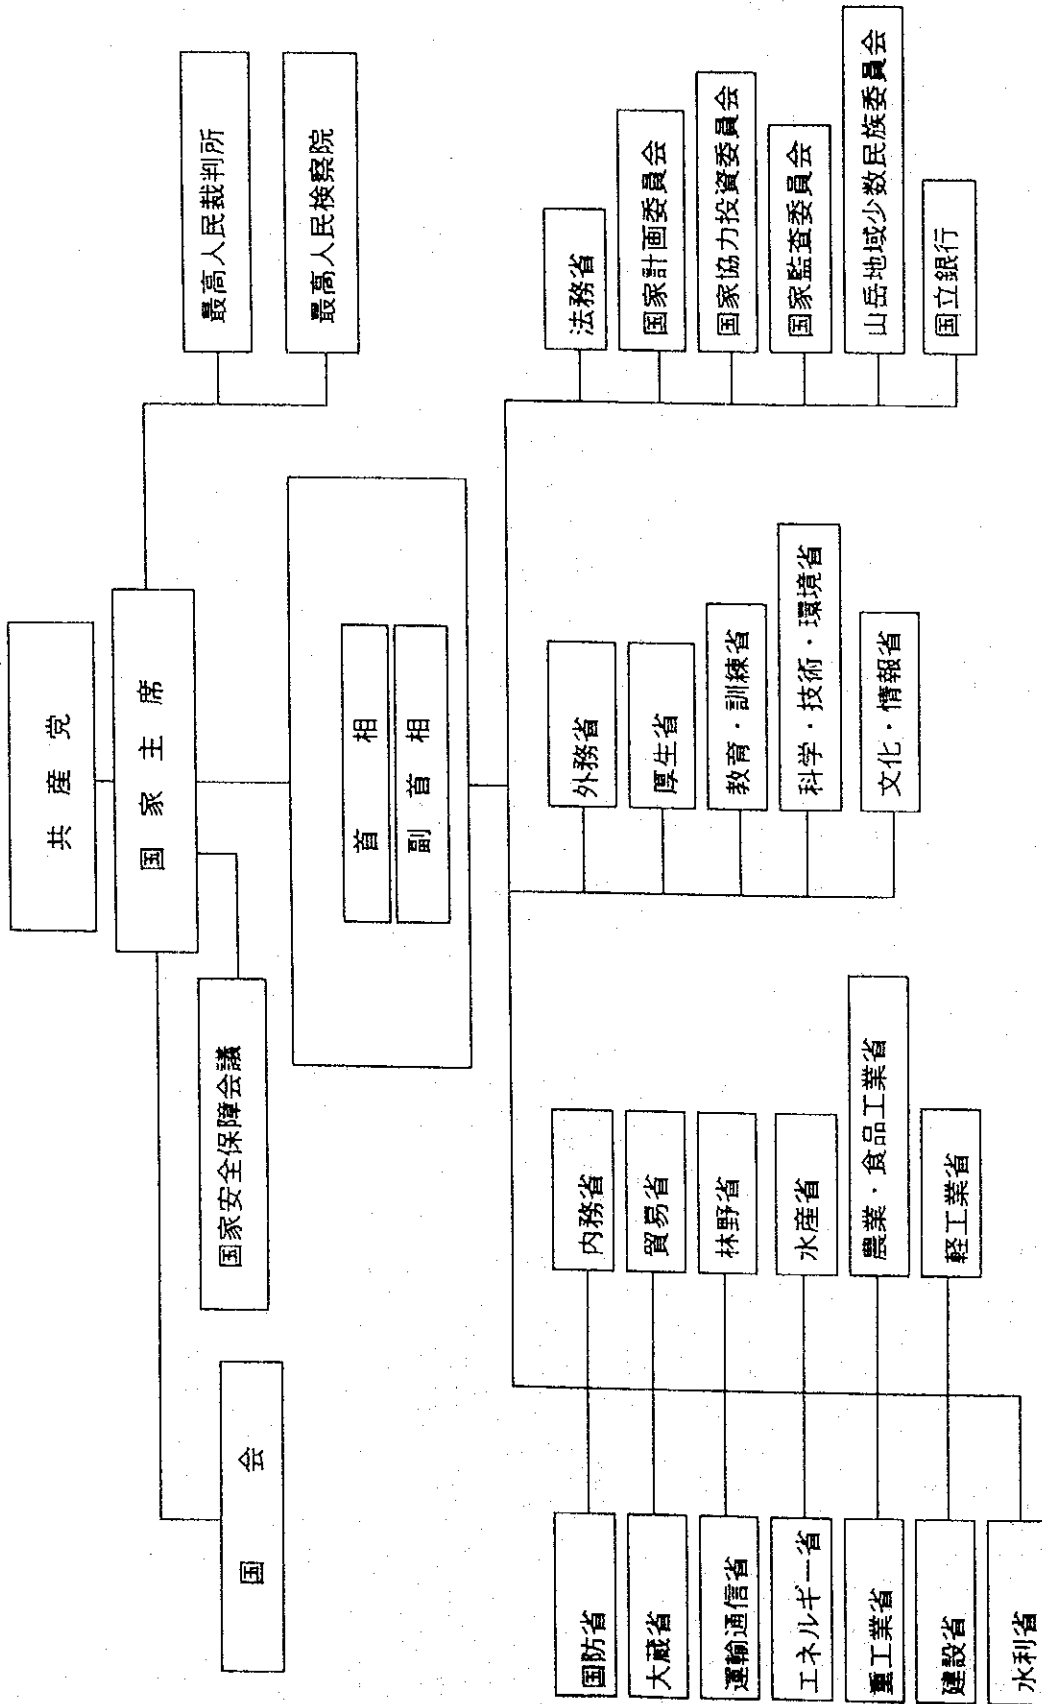 共産党
国家主席
国会
国家安全保障会議
最高人民裁判所
最高人民検察院
首相
副首相
国防省
大蔵省
運輸通信省
エネルギー省
重工業省
建設省
水利省
内務省
貿易省
林野省
水産省
農業・食品工業省
軽工業省
外務省
厚生省
教育・訓練省
科学・技術・環境省
文化・情報省
法務省
国家計画委員会
国家協力投資委員会
国家監査委員会
山岳地域少数民族委員会
国立銀行